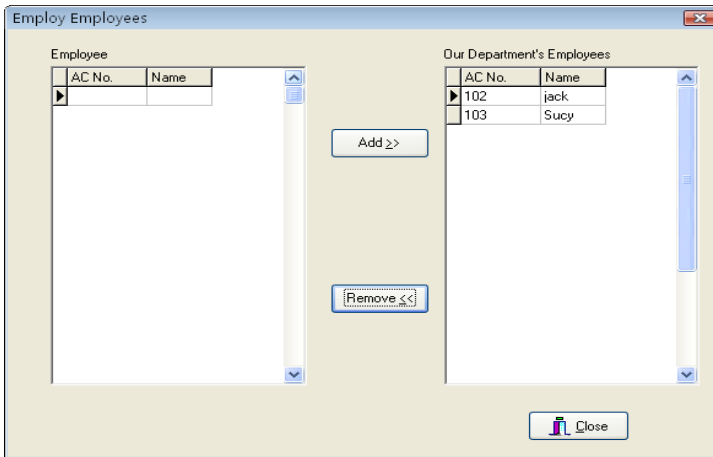 Employ Employees
Employee
Our Department's Employees
AC No. Name
AC No. Name
102 jack
103 Sucy
Add >>
Remove <<
Close